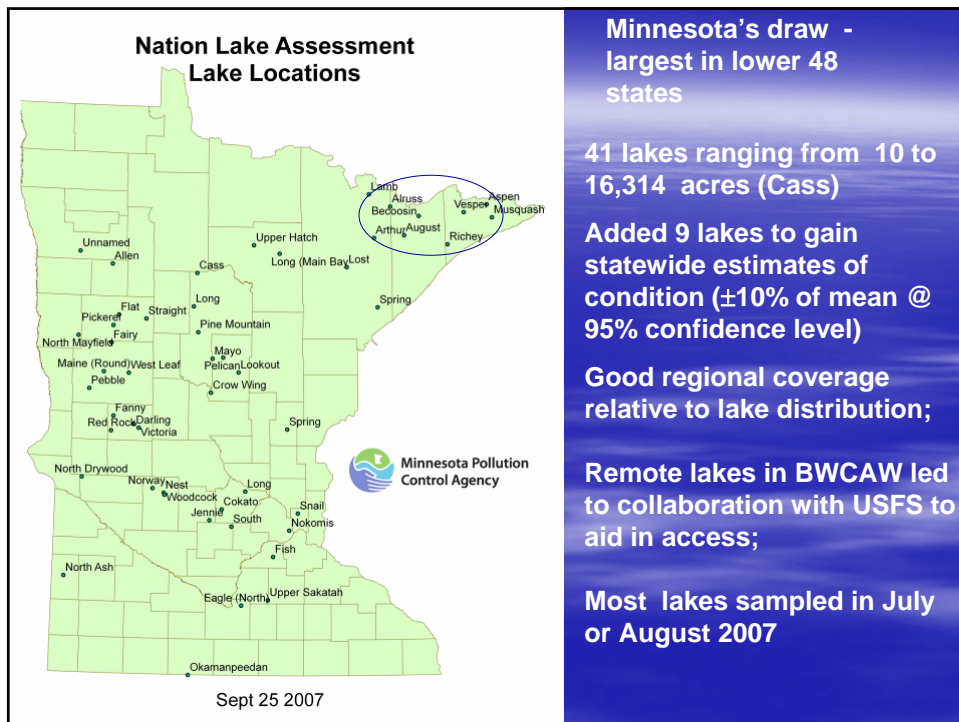 Nation Lake Assessment
Lake Locations
Lamb
Alruss
Becoosin
Vesper
Aspen
Musquash
Arthur
August
Richey
Unnamed
Allen
Upper Hatch
Long (Main Bay
Lost
Cass
Long
Spring
Flat
Pickerel
Straight
Fairy
North Mayfield
Pine Mountain
Mayo
Pelican
Lookout
Maine (Round)
West Leaf
Pebble
Crow Wing
Fanny
Red Rock
Darling
Victoria
Spring
North Drywood
Norway
Nest
Woodcock
Long
Cokato
Jennie
South
Snail
Nokomis
Fish
North Ash
Eagle (North)
Upper Sakatah
Okamanpeedan
Minnesota Pollution
Control Agency
Sept 25 2007
Minnesota's draw -
largest in lower 48
states
41 lakes ranging from 10 to
16,314 acres (Cass)
Added 9 lakes to gain
statewide estimates of
condition (±10% of mean @
95% confidence level)
Good regional coverage
relative to lake distribution;
Remote lakes in BWCAW led
to collaboration with USFS to
aid in access;
Most lakes sampled in July
or August 2007